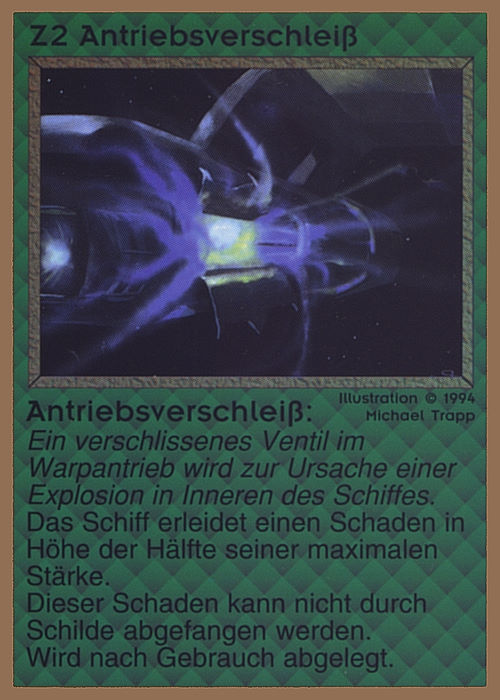 Z2 Antriebsverschleiß
Illustration © 1994
Michael Trapp
Antriebsverschleiß:
Ein verschlissenes Ventil im
Warpantrieb wird zur Ursache einer
Explosion in Inneren des Schiffes.
Das Schiff erleidet einen Schaden in
Höhe der Hälfte seiner maximalen
Stärke.
Dieser Schaden kann nicht durch
Schilde abgefangen werden.
Wird nach Gebrauch abgelegt.